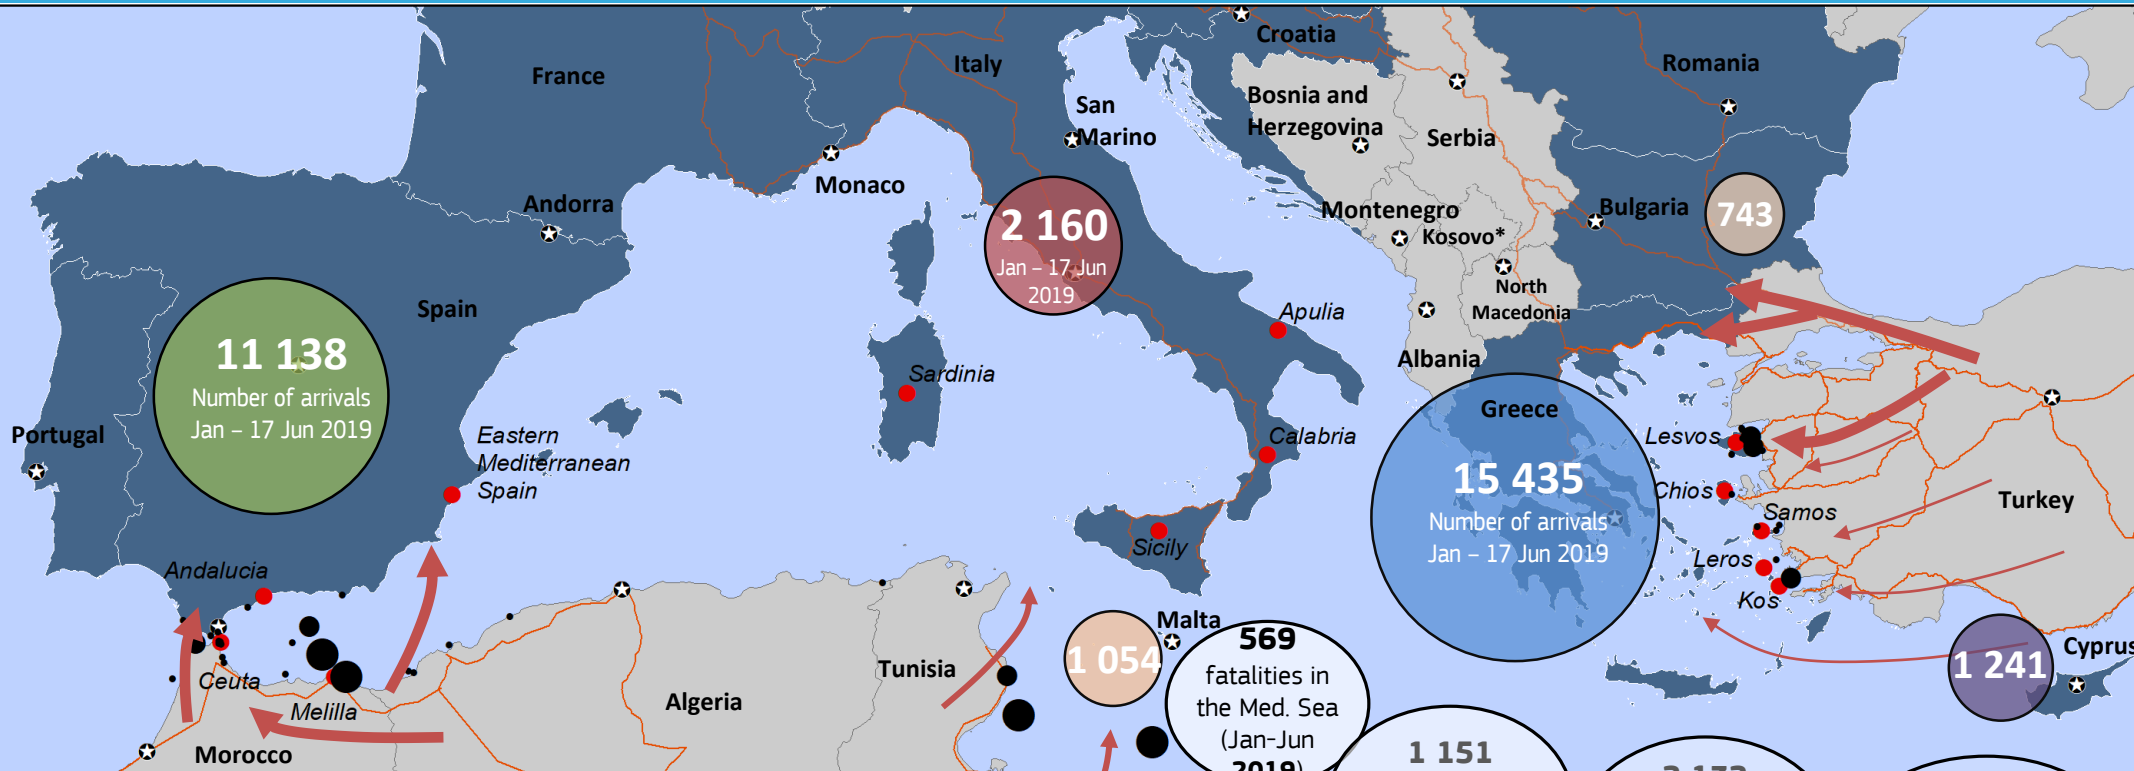 Croatia
Romania
Italy
France
Bosnia and
Herzegovina
San
Marino
Serbia
Monaco
Andorra
Montenegro
Bulgaria
743
2 160
Jan – 17 Jun
2019
Kosovo*
North
Macedonia
Spain
Apulia
11 138
Number of arrivals
Jan – 17 Jun 2019
Albania
Sardinia
Greece
Portugal
Eastern
Mediterranean
Spain
Calabria
Lesvos
15 435
Number of arrivals
Jan – 17 Jun 2019
Chios
Turkey
Samos
Sicily
Leros
Andalucia
Kos
Malta
569
fatalities in
the Med. Sea
(Jan-Jun
2019)
1 054
Tunisia
Cyprus
1 241
Ceuta
Algeria
Melilla
Morocco
1 151